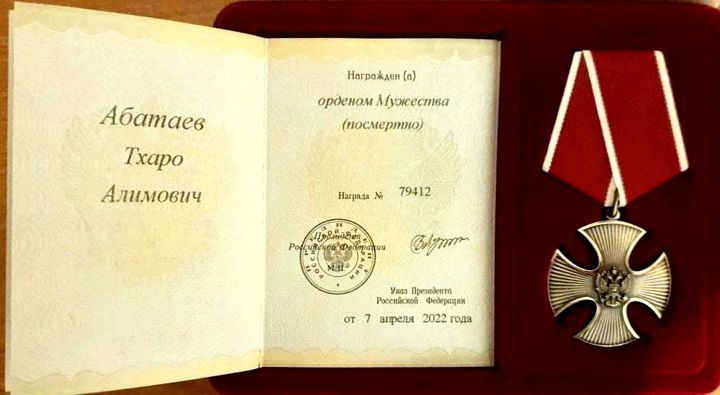 Абатаев
Тхаро
Алимович
Награжден (а)
орденом Мужества
(посмертно)
Награда № 79412
Президент
Российской Федерации
М.П.
Указ Президента
Российской Федерации
от 7 апреля 2022 года